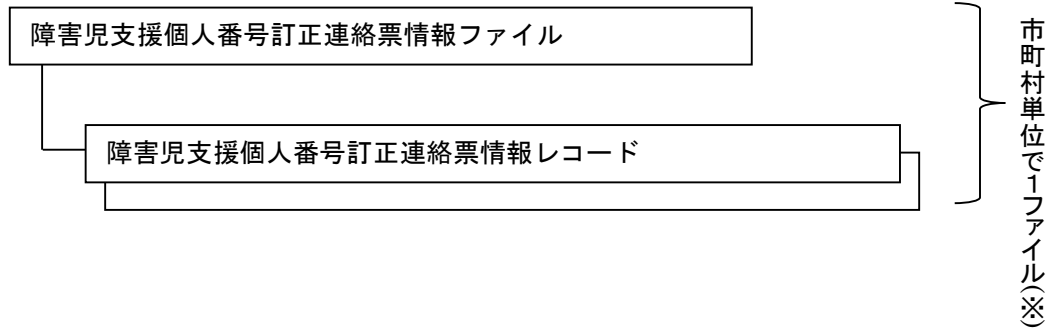 障害児支援個人番号訂正連絡票情報ファイル
障害児支援個人番号訂正連絡票情報レコード
市町村単位で1ファイル(※)